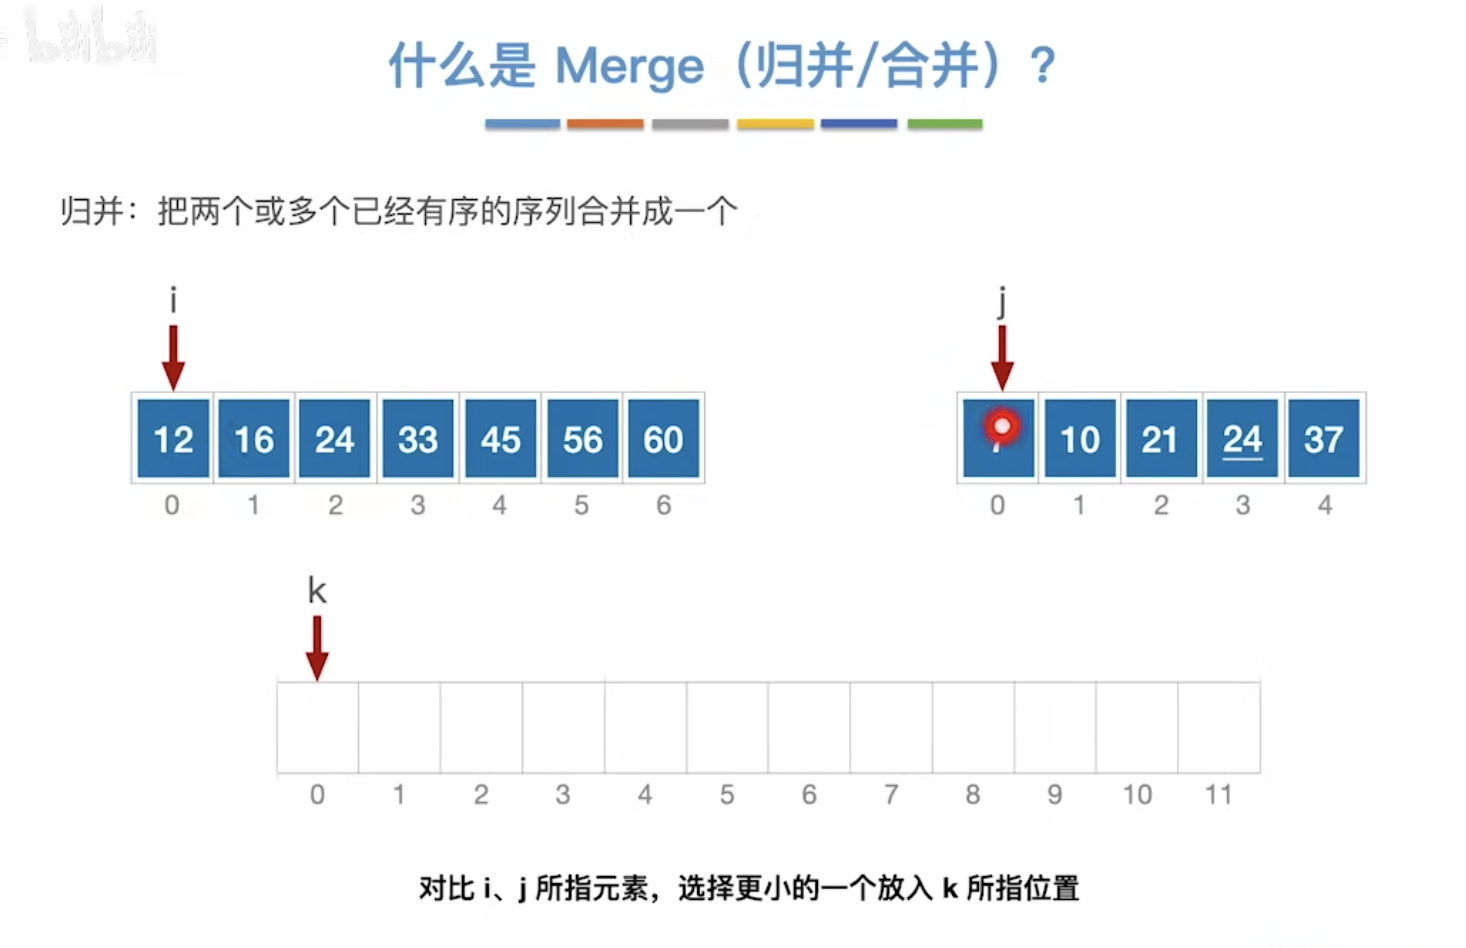 bilibili
什么是 Merge（归并/合并）?
归并：把两个或多个已经有序的序列合并成一个
i
j
12 16 24 33 45 56 60
10 21 24 37
0 1 2 3 4 5 6
0 1 2 3 4
k
0 1 2 3 4 5 6 7 8 9 10 11
对比 i、j 所指元素，选择更小的一个放入 k 所指位置